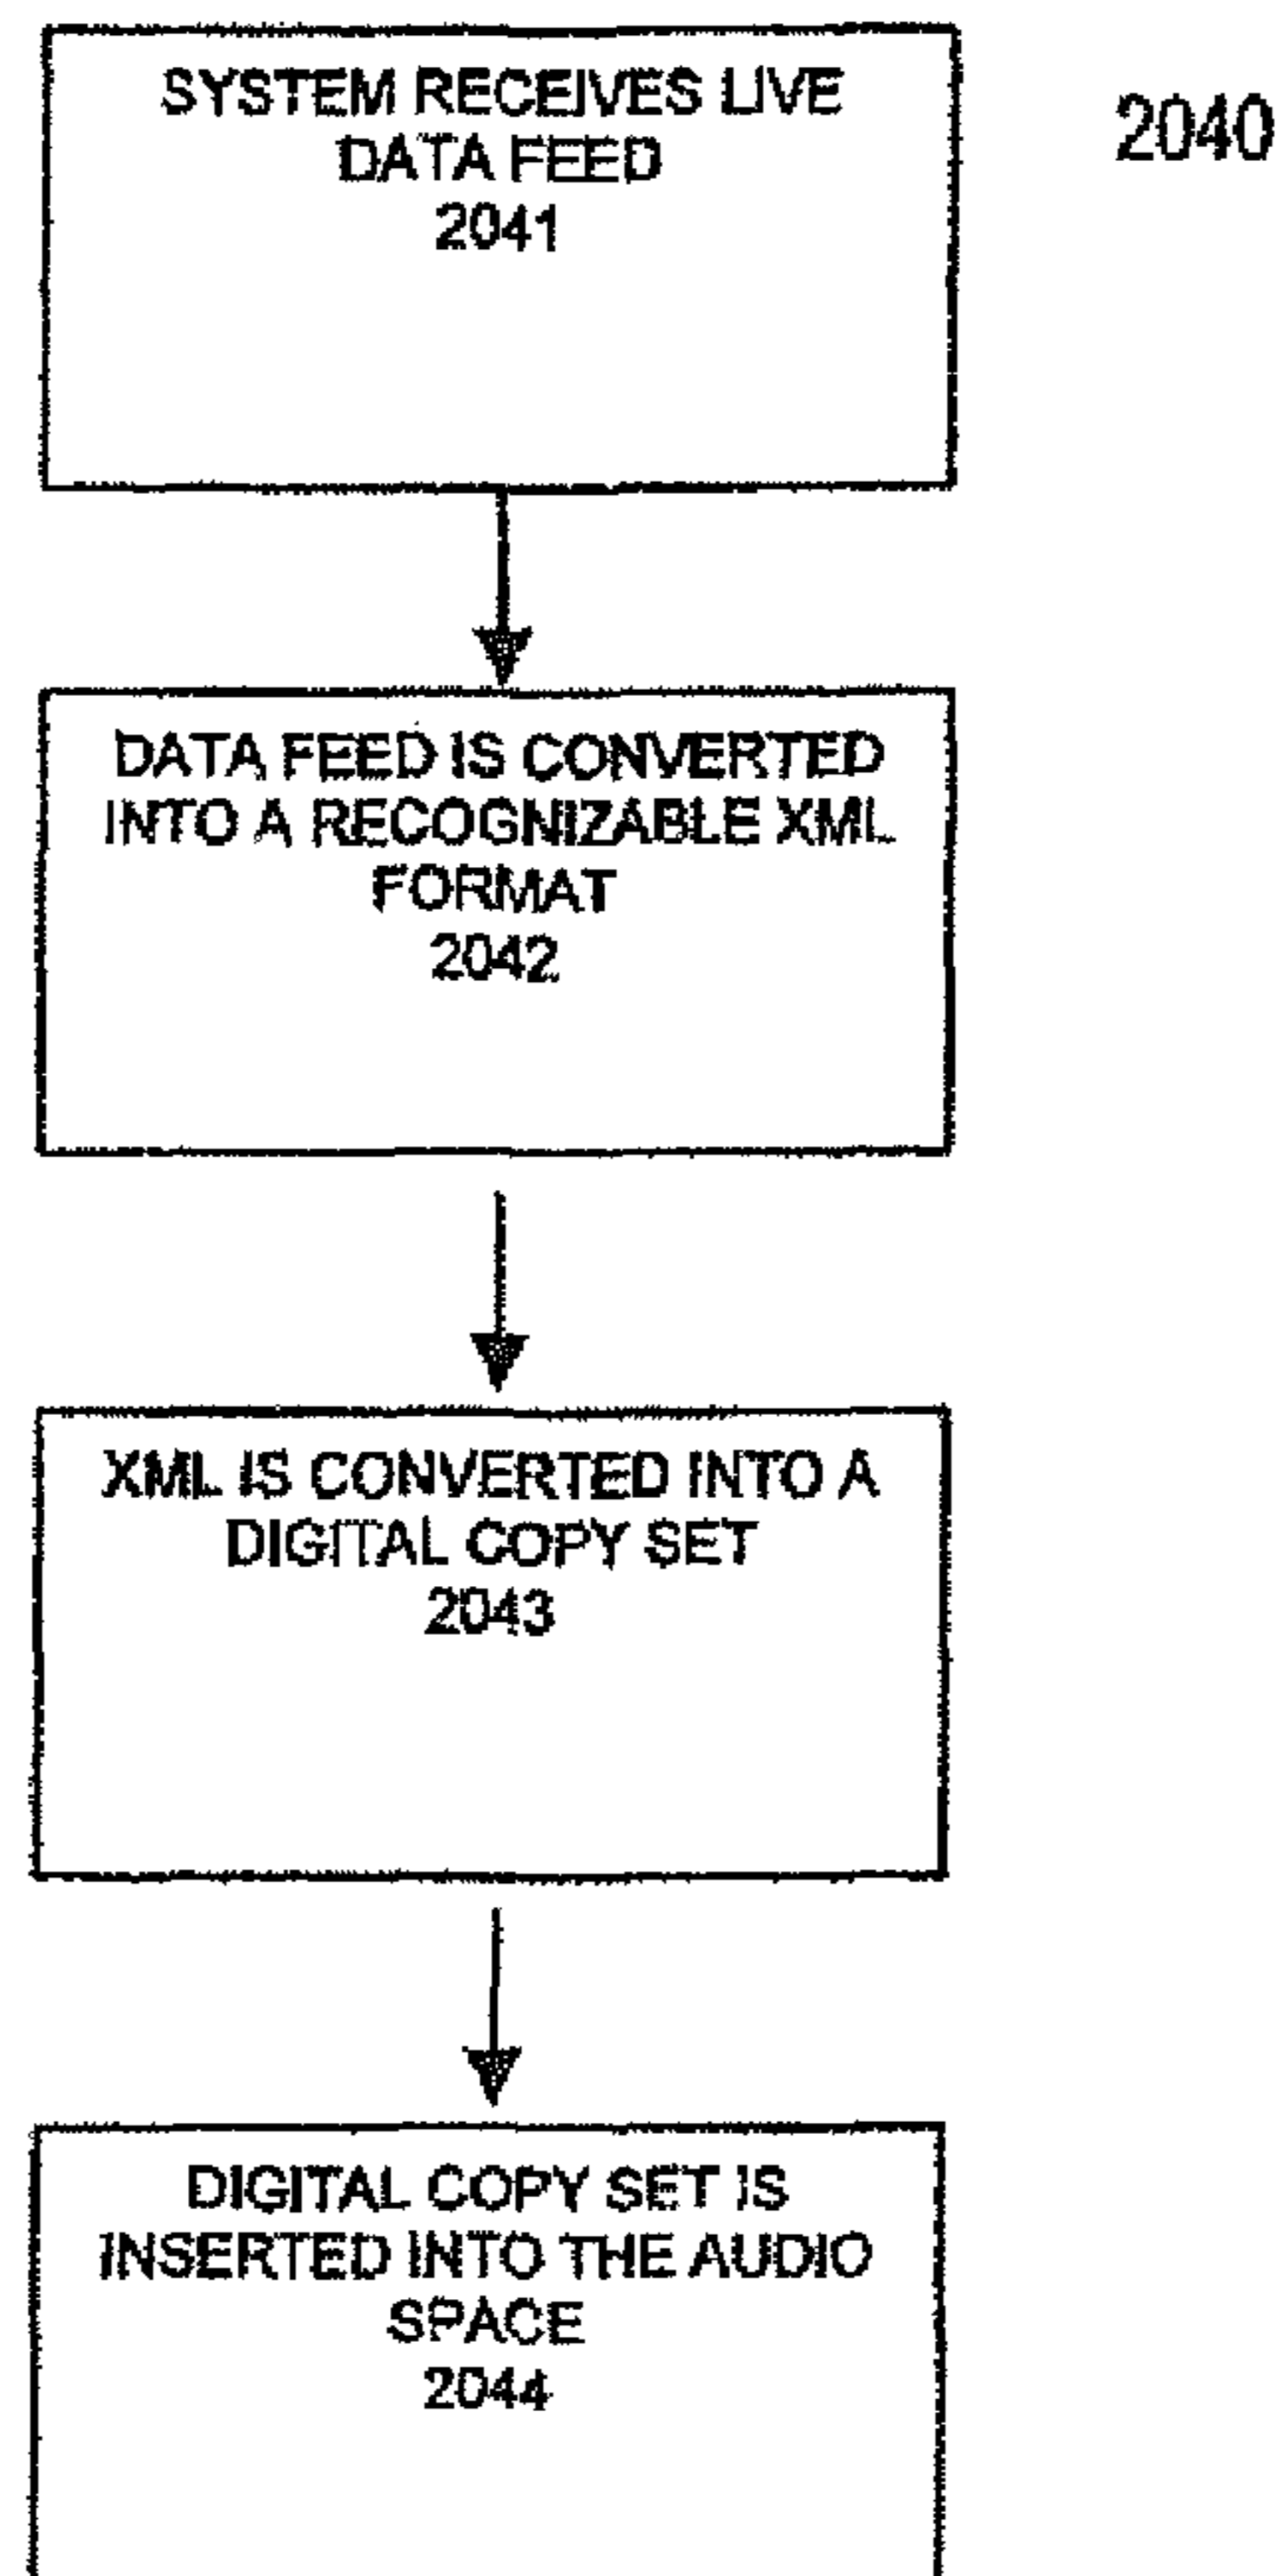 SYSTEM RECEIVES LIVE
DATA FEED
2041
2040
DATA FEED IS CONVERTED
INTO A RECOGNIZABLE XML
FORMAT
2042
XML IS CONVERTED INTO A
DIGITAL COPY SET
2043
DIGITAL COPY SET IS
INSERTED INTO THE AUDIO
SPACE
2044